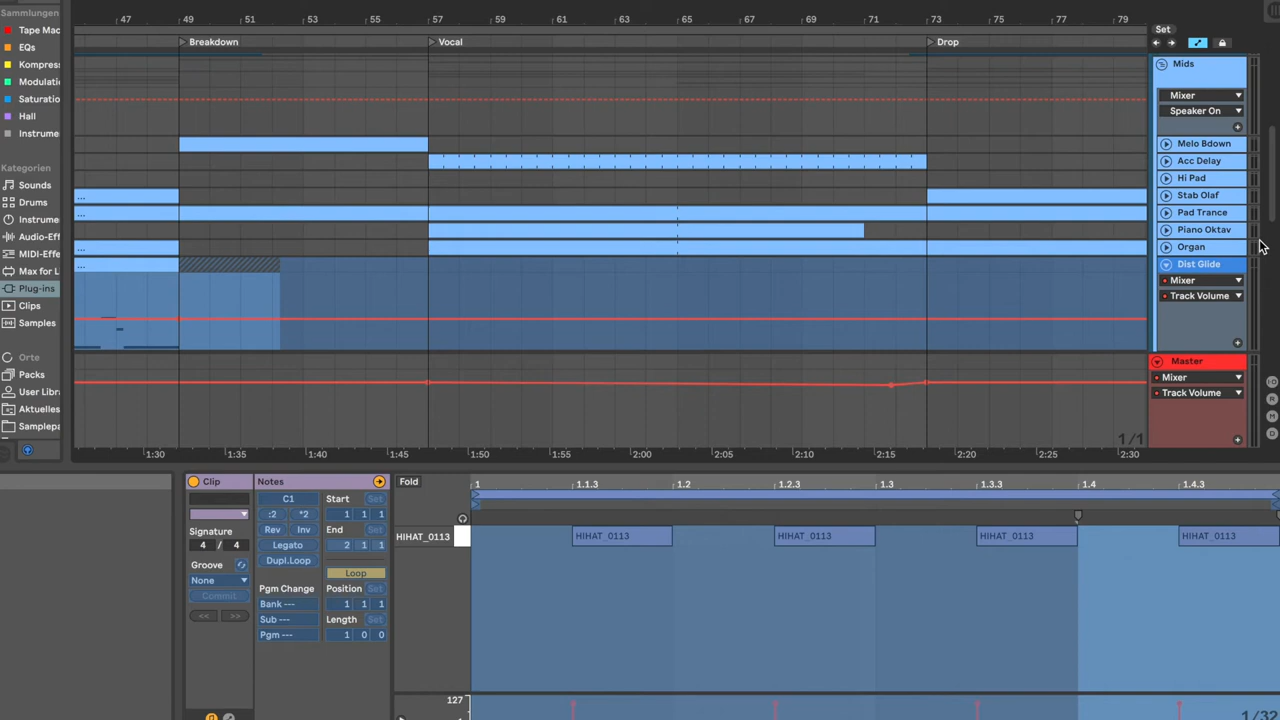 47 49 51 53 55 57 59 61 63 65 67 69 71 73 75 77 79
Set
Breakdown Vocal Drop
Sammlungen
Tape Mac
EQs
Kompress
Modulatio
Saturatio
Hall
Instrume
Kategorien
Sounds
Drums
Instrume
Audio-Eff
MIDI-Effe
Max for L
Plug-ins
Clips
Samples
Orte
Packs
User Libra
Aktuelles
Samplepa
...
...
...
...
Mids
Mixer
Speaker On
Melo Bdown
Acc Delay
Hi Pad
Stab Olaf
Pad Trance
Piano Oktav
Organ
Dist Glide
Mixer
Track Volume
Master
Mixer
Track Volume
1/1
1:30 1:35 1:40 1:45 1:50 1:55 2:00 2:05 2:10 2:15 2:20 2:25 2:30
Clip
Signature
4 / 4
Groove
None
Commit
<< >>
Notes
C1
:2 *2
Rev Inv
Legato
Dupl.Loop
Pgm Change
Bank ---
Sub ---
Pgm ---
Start Set
1 1 1
End Set
2 1 1
Loop
Position Set
1 1 1
Length Set
1 0 0
Fold
1 1.1.3 1.2 1.2.3 1.3 1.3.3 1.4 1.4.3
HIHAT_0113 HIHAT_0113 HIHAT_0113 HIHAT_0113 HIHAT_0113
127
1/32